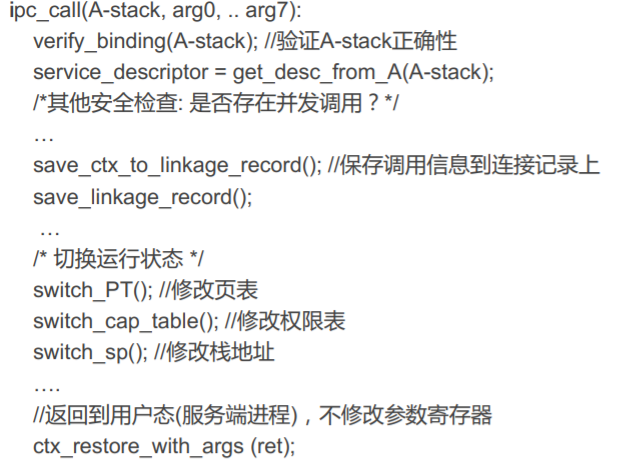 ipc_call(A-stack, arg0, .. arg7):
verify_binding(A-stack); //验证A-stack正确性
service_descriptor = get_desc_from_A(A-stack);
/*其他安全检查: 是否存在并发调用？*/
…
save_ctx_to_linkage_record(); //保存调用信息到连接记录上
save_linkage_record();
…
/* 切换运行状态 */
switch_PT(); //修改页表
switch_cap_table(); //修改权限表
switch_sp(); //修改栈地址
….
//返回到用户态(服务端进程)，不修改参数寄存器
ctx_restore_with_args (ret);